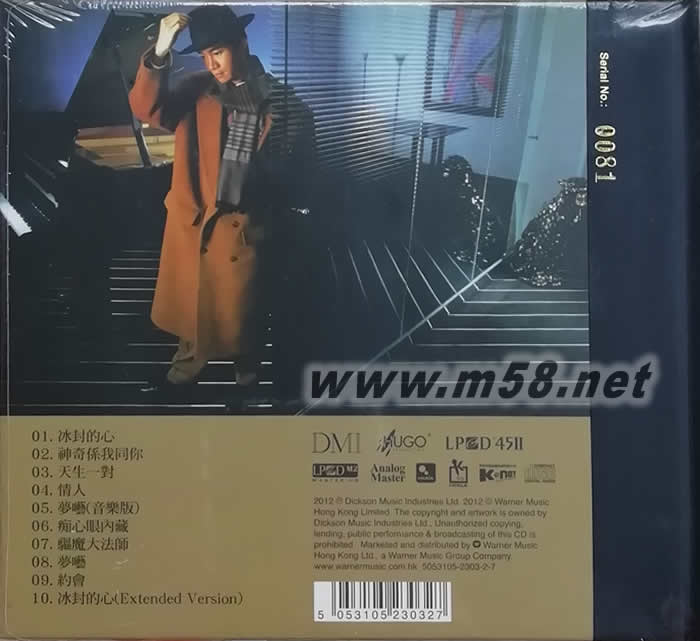 Serial No.: 0081
www.m58.net
01. 冰封的心
02. 神奇係我同你
03. 天生一對
04. 情人
05. 夢囈(音樂版)
06. 痴心眼內藏
07. 驅魔大法師
08. 夢囈
09. 約會
10. 冰封的心(Extended Version)
DMI HUGO LPCD 45II
LPCD M2 Analog Master K2HD
2012 ℗ Dickson Music Industries Ltd. 2012 © Warner Music
Hong Kong Limited. The copyright and artwork is owned by
Dickson Music Industries Ltd., Unauthorized copying,
lending, public performance & broadcasting of this CD is
prohibited. Marketed and distributed by Warner Music
Hong Kong Ltd., a Warner Music Group Company.
www.warnermusic.com.hk 5053105-2303-2-7
5 053105 230327